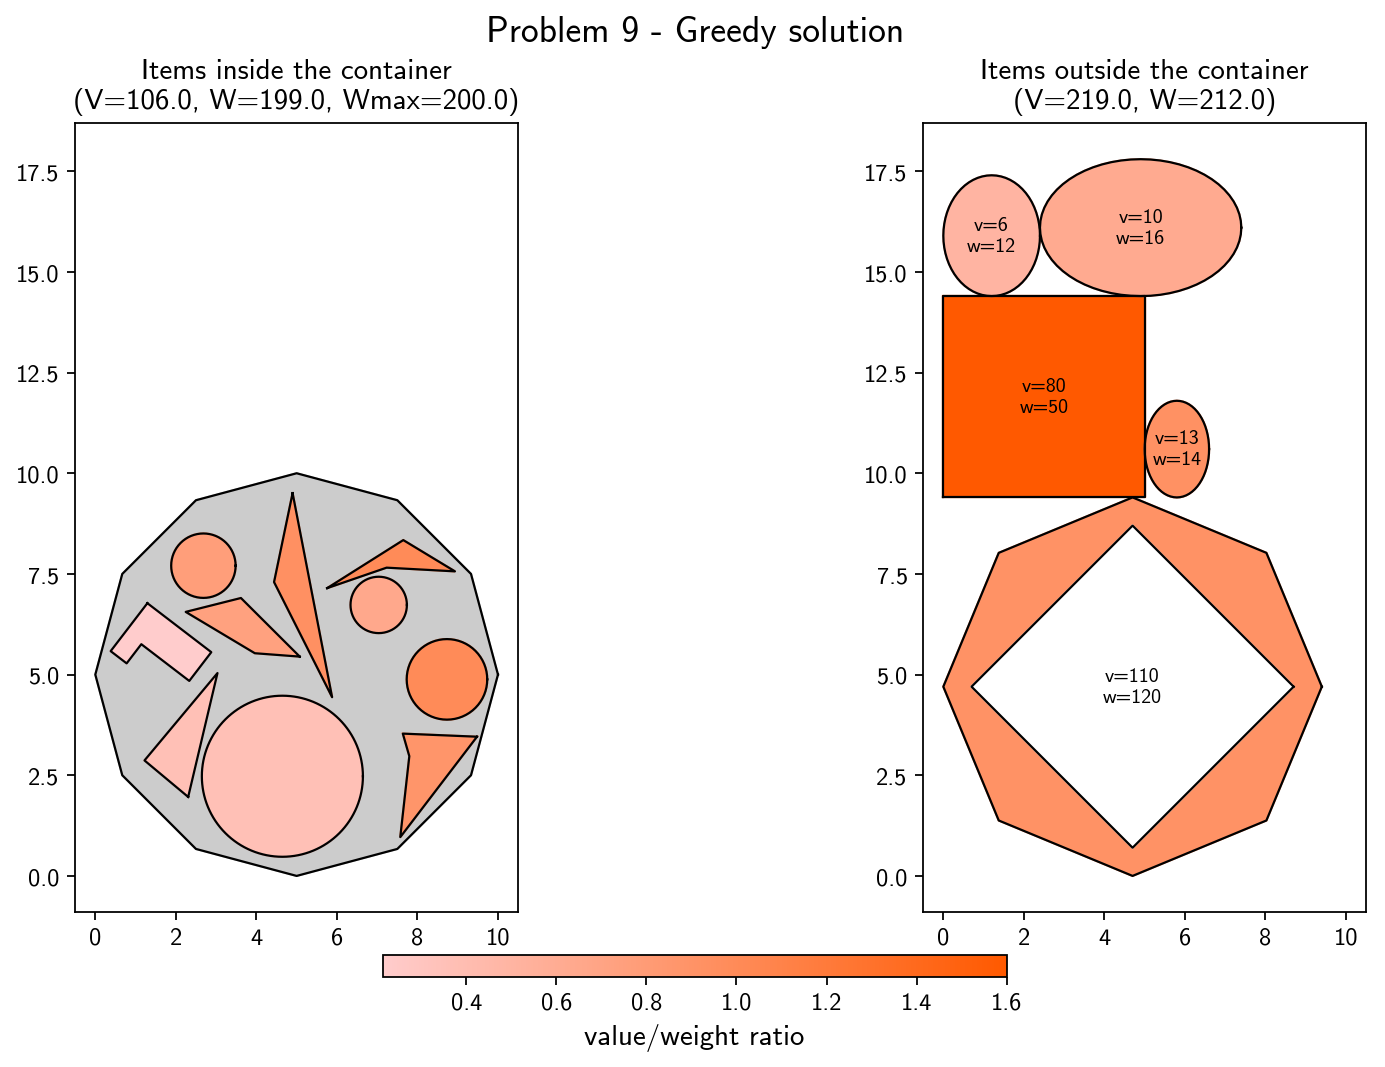 Problem 9 - Greedy solution
Items inside the container
(V=106.0, W=199.0, Wmax=200.0)
17.5
15.0
12.5
10.0
7.5
5.0
2.5
0.0
0 2 4 6 8 10
Items outside the container
(V=219.0, W=212.0)
17.5
15.0
12.5
10.0
7.5
5.0
2.5
0.0
v=6
w=12
v=10
w=16
v=80
w=50
v=13
w=14
v=110
w=120
0 2 4 6 8 10
0.4 0.6 0.8 1.0 1.2 1.4 1.6
value/weight ratio